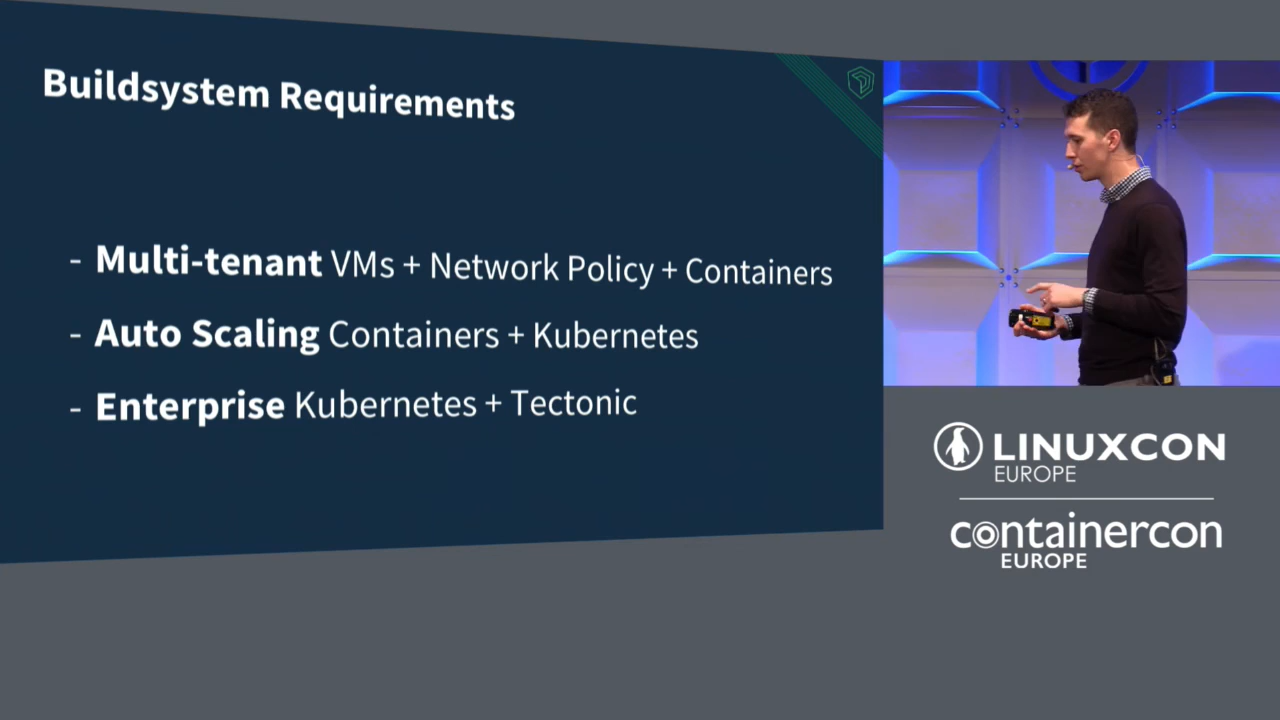 Buildsystem Requirements
- Multi-tenant VMs + Network Policy + Containers
- Auto Scaling Containers + Kubernetes
- Enterprise Kubernetes + Tectonic
LINUXCON
EUROPE
containercon
EUROPE